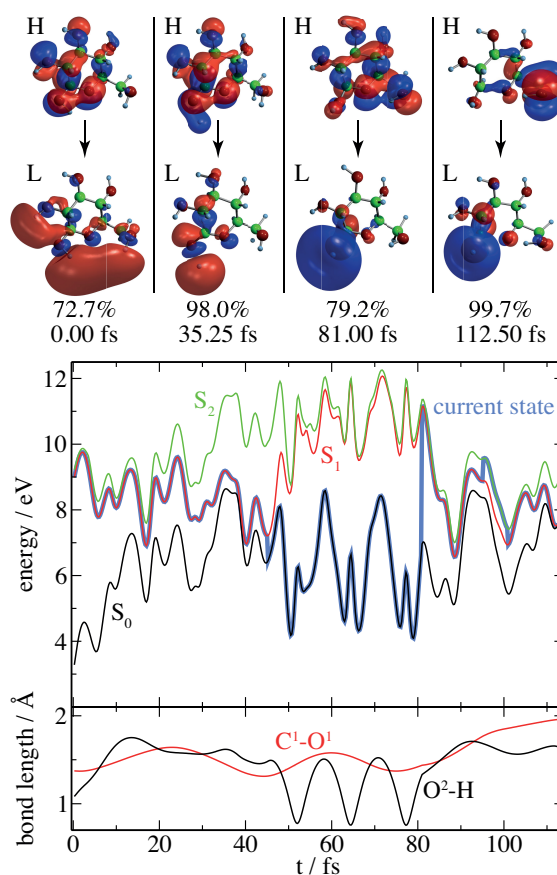 H H H H
L L L L
72.7% 98.0% 79.2% 99.7%
0.00 fs 35.25 fs 81.00 fs 112.50 fs
12
10
8
6
4
energy / eV
S₂
S₁
S₀
current state
2
1
bond length / Å
C¹-O¹
O²-H
0 20 40 60 80 100
t / fs